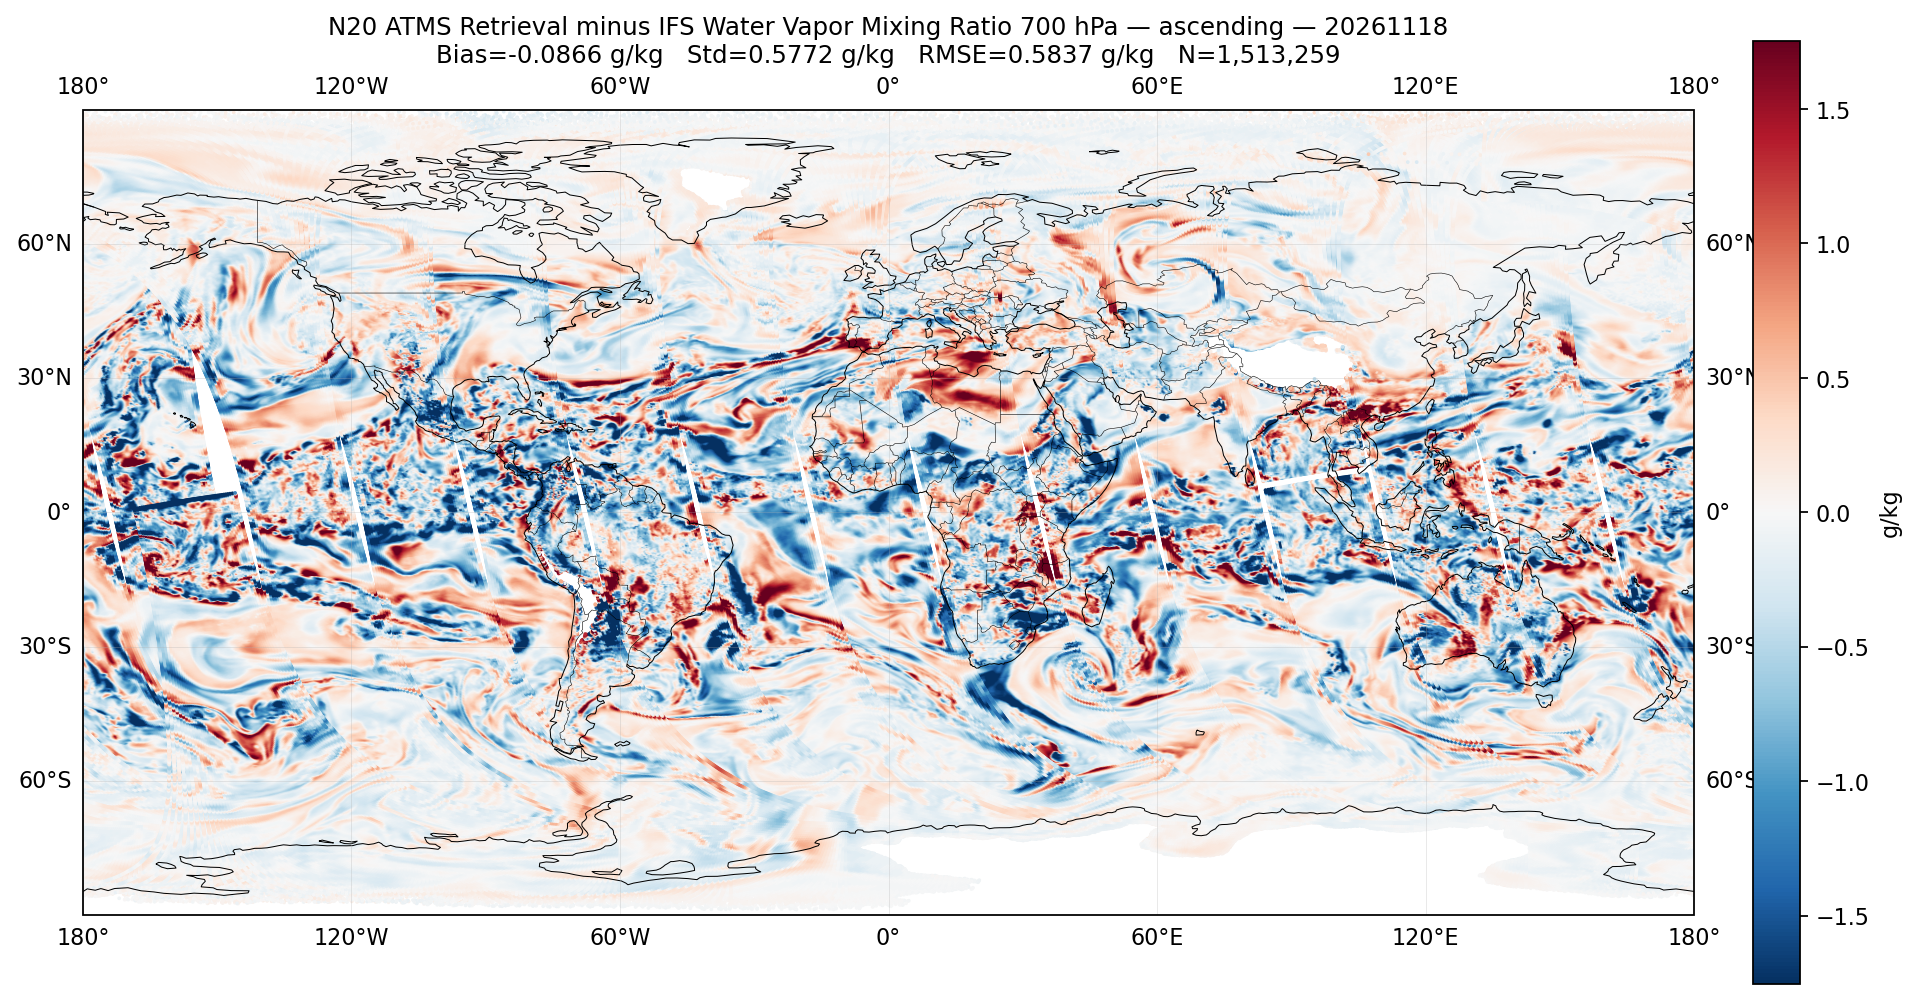 N20 ATMS Retrieval minus IFS Water Vapor Mixing Ratio 700 hPa — ascending — 20261118
Bias=-0.0866 g/kg   Std=0.5772 g/kg   RMSE=0.5837 g/kg   N=1,513,259
180° 120°W 60°W 0° 60°E 120°E 180°
60°N 60°N
30°N 30°N
0° 0°
30°S 30°S
60°S 60°S
180° 120°W 60°W 0° 60°E 120°E 180°
1.5
1.0
0.5
0.0
−0.5
−1.0
−1.5
g/kg